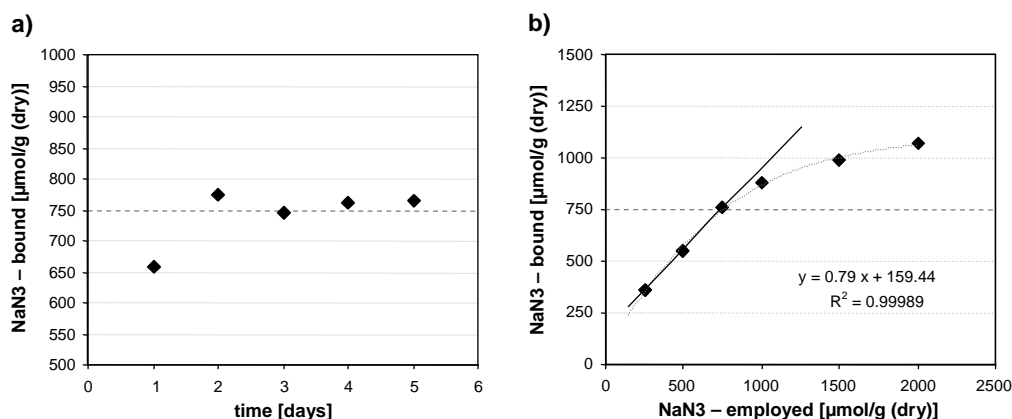 a)
NaN3 – bound [µmol/g (dry)]
1000
950
900
850
800
750
700
650
600
550
500
0 1 2 3 4 5 6
time [days]
b)
NaN3 – bound [µmol/g (dry)]
1500
1250
1000
750
500
250
0
y = 0.79 x + 159.44
R² = 0.99989
0 500 1000 1500 2000 2500
NaN3 – employed [µmol/g (dry)]